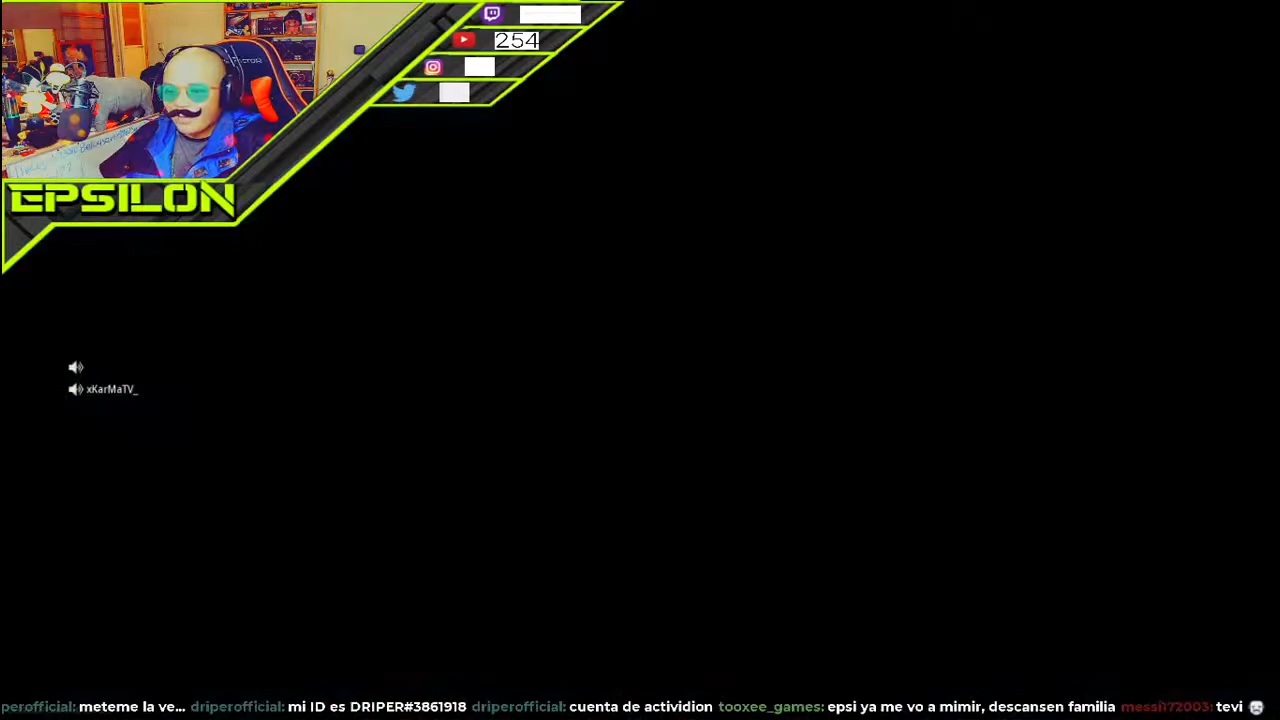 254
EPSILON
xKarMaTV_
perofficial: meteme la ve... driperofficial: mi ID es DRIPER#3861918 driperofficial: cuenta de actividion tooxee_games: epsi ya me vo a mimir, descansen familia messi172003: tevi